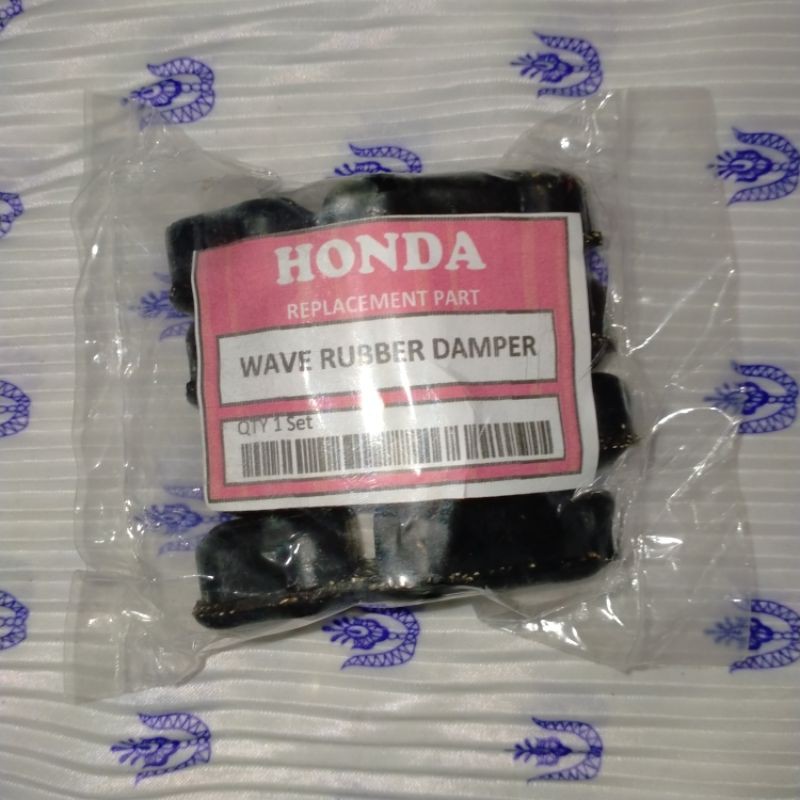 HONDA
REPLACEMENT PART
WAVE RUBBER DAMPER
QTY 1 Set